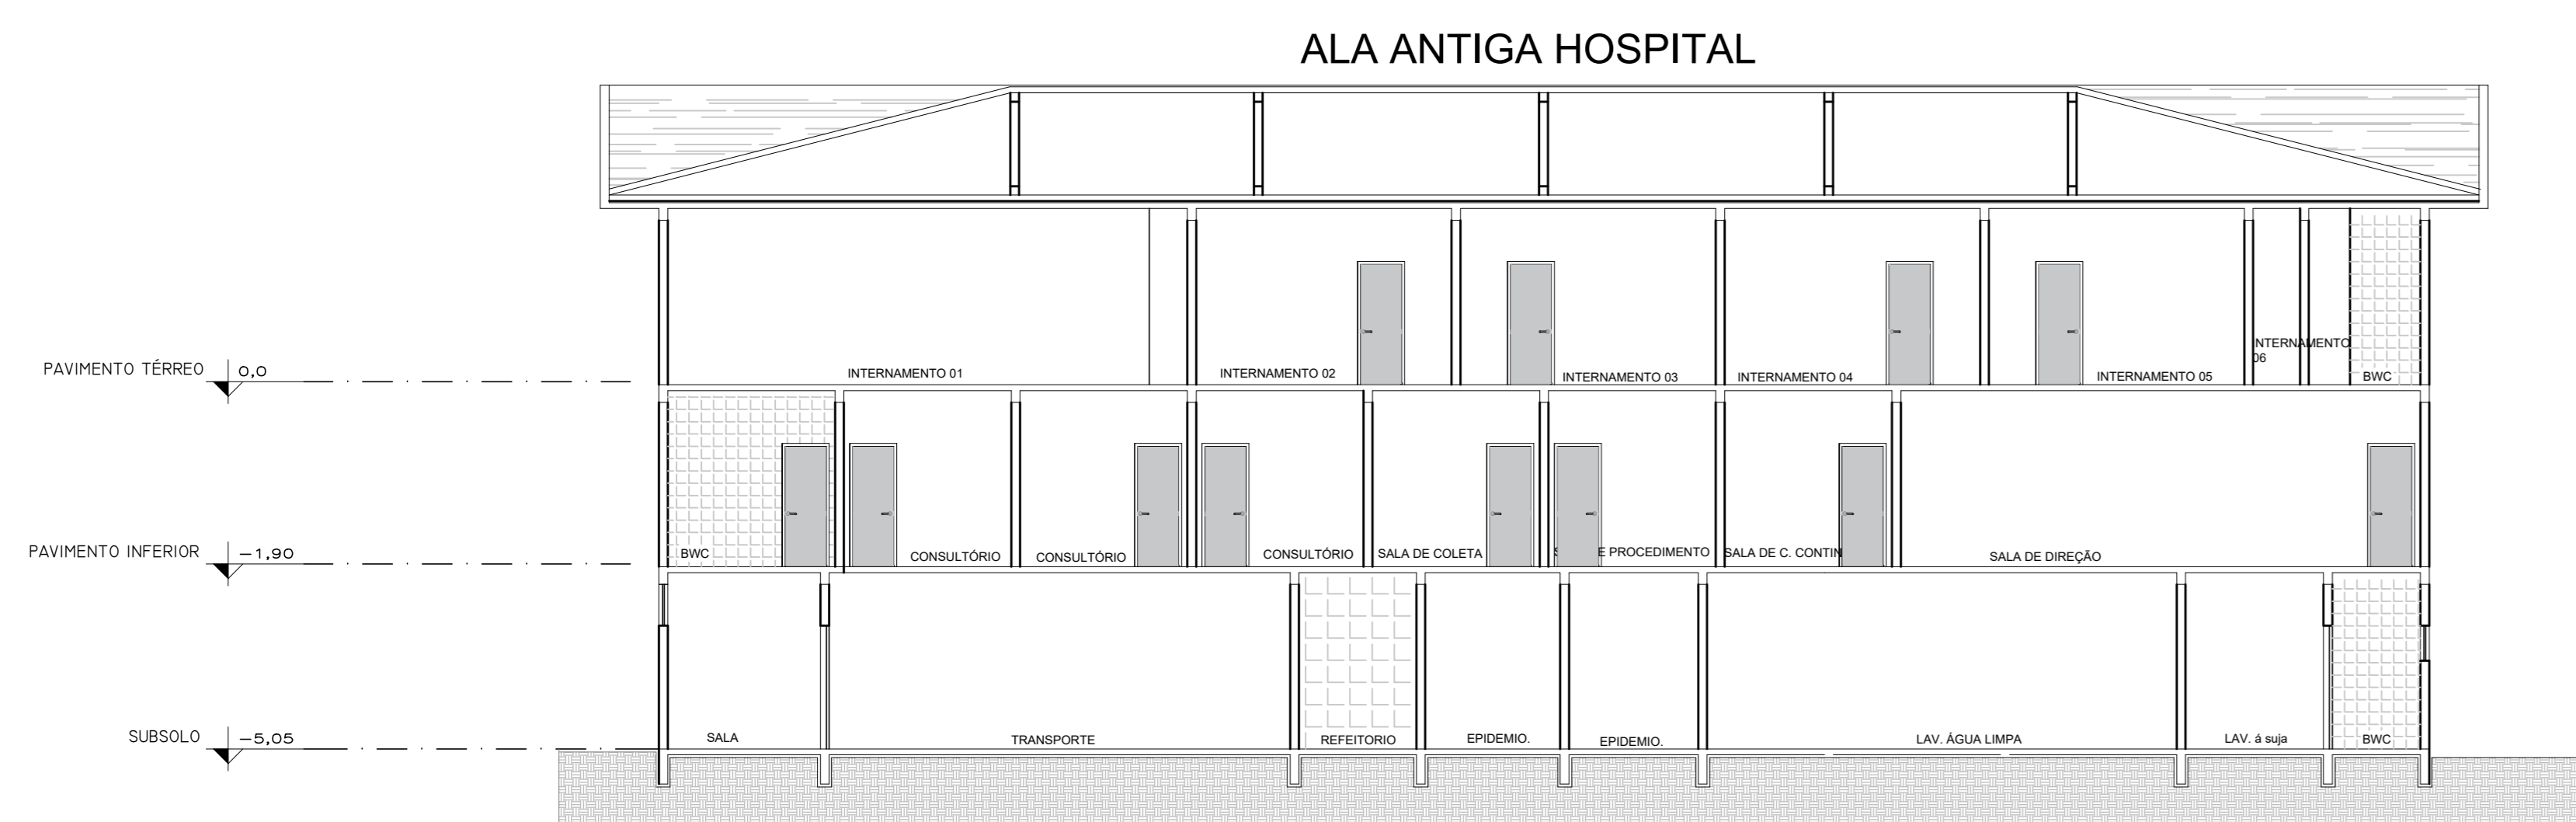 ALA ANTIGA HOSPITAL
PAVIMENTO TÉRREO 0,0
INTERNAMENTO 01
INTERNAMENTO 02
INTERNAMENTO 03
INTERNAMENTO 04
INTERNAMENTO 05
NTERNAMENTO
06
BWC
PAVIMENTO INFERIOR -1,90
BWC
CONSULTÓRIO
CONSULTÓRIO
CONSULTÓRIO
SALA DE COLETA
E PROCEDIMENTO
SALA DE C. CONTIN
SALA DE DIREÇÃO
SUBSOLO -5,05
SALA
TRANSPORTE
REFEITORIO
EPIDEMIO.
EPIDEMIO.
LAV. ÁGUA LIMPA
LAV. á suja
BWC